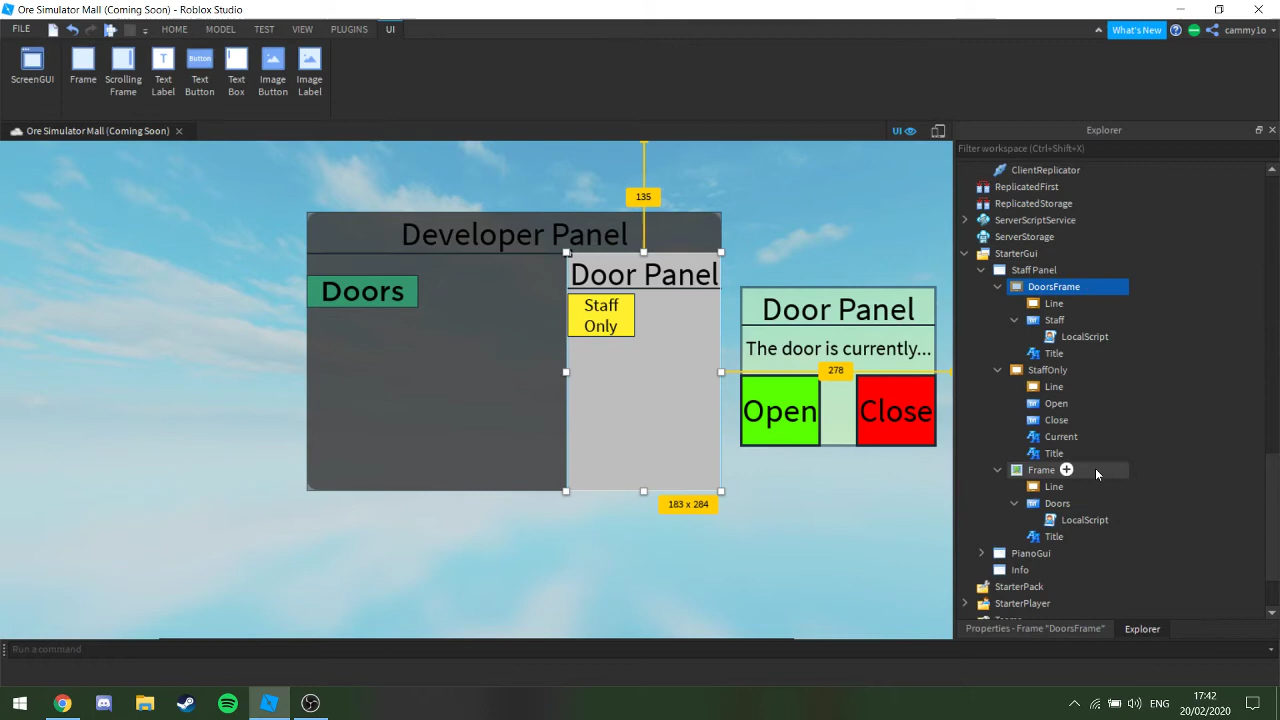 Ore Simulator Mall (Coming Soon) - Roblox Studio
FILE
HOME
MODEL
TEST
VIEW
PLUGINS
UI
What's New
cammy1o
ScreenGUI
Frame
Scrolling
Frame
Text
Label
Button
Text
Button
Text
Box
Image
Button
Image
Label
Ore Simulator Mall (Coming Soon)
UI
Explorer
Filter workspace (Ctrl+Shift+X)
ClientReplicator
ReplicatedFirst
ReplicatedStorage
ServerScriptService
ServerStorage
StarterGui
Staff Panel
DoorsFrame
Line
Staff
LocalScript
Title
StaffOnly
Line
Open
Close
Current
Title
Frame
Line
Doors
LocalScript
Title
PianoGui
Info
StarterPack
StarterPlayer
135
Developer Panel
Doors
Door Panel
Staff
Only
183 x 284
Door Panel
The door is currently...
278
Open
Close
Properties - Frame "DoorsFrame"
Explorer
Run a command
ENG
17:42
20/02/2020